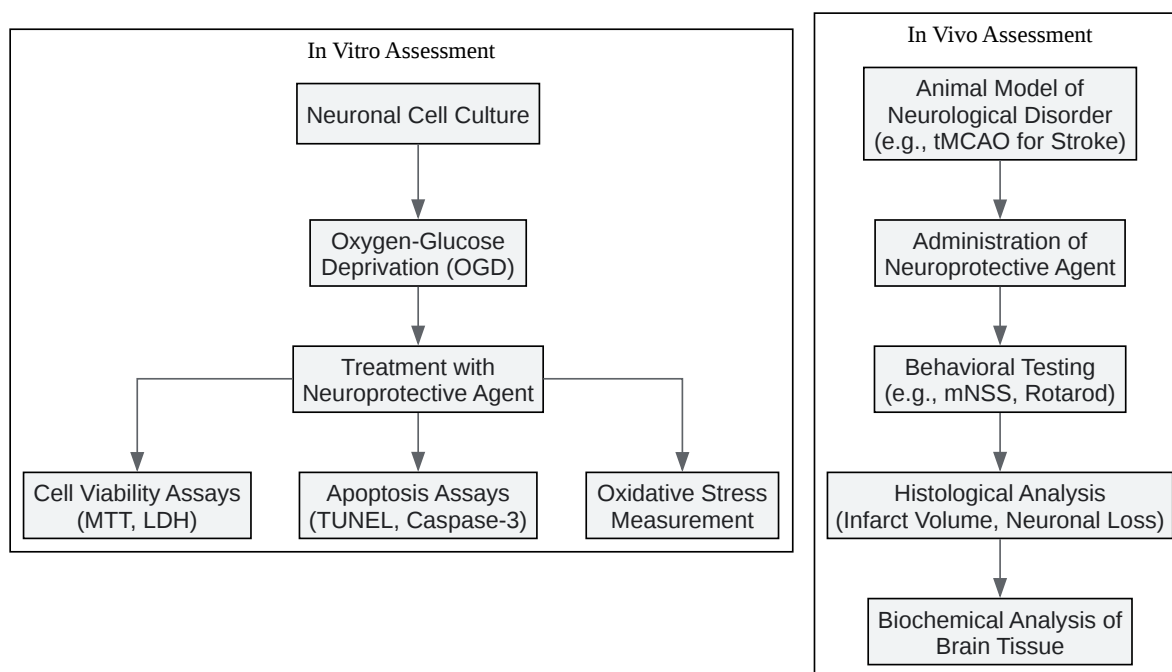 In Vitro Assessment
Neuronal Cell Culture
Oxygen-Glucose
Deprivation (OGD)
Treatment with
Neuroprotective Agent
Cell Viability Assays
(MTT, LDH)
Apoptosis Assays
(TUNEL, Caspase-3)
Oxidative Stress
Measurement
In Vivo Assessment
Animal Model of
Neurological Disorder
(e.g., tMCAO for Stroke)
Administration of
Neuroprotective Agent
Behavioral Testing
(e.g., mNSS, Rotarod)
Histological Analysis
(Infarct Volume, Neuronal Loss)
Biochemical Analysis of
Brain Tissue